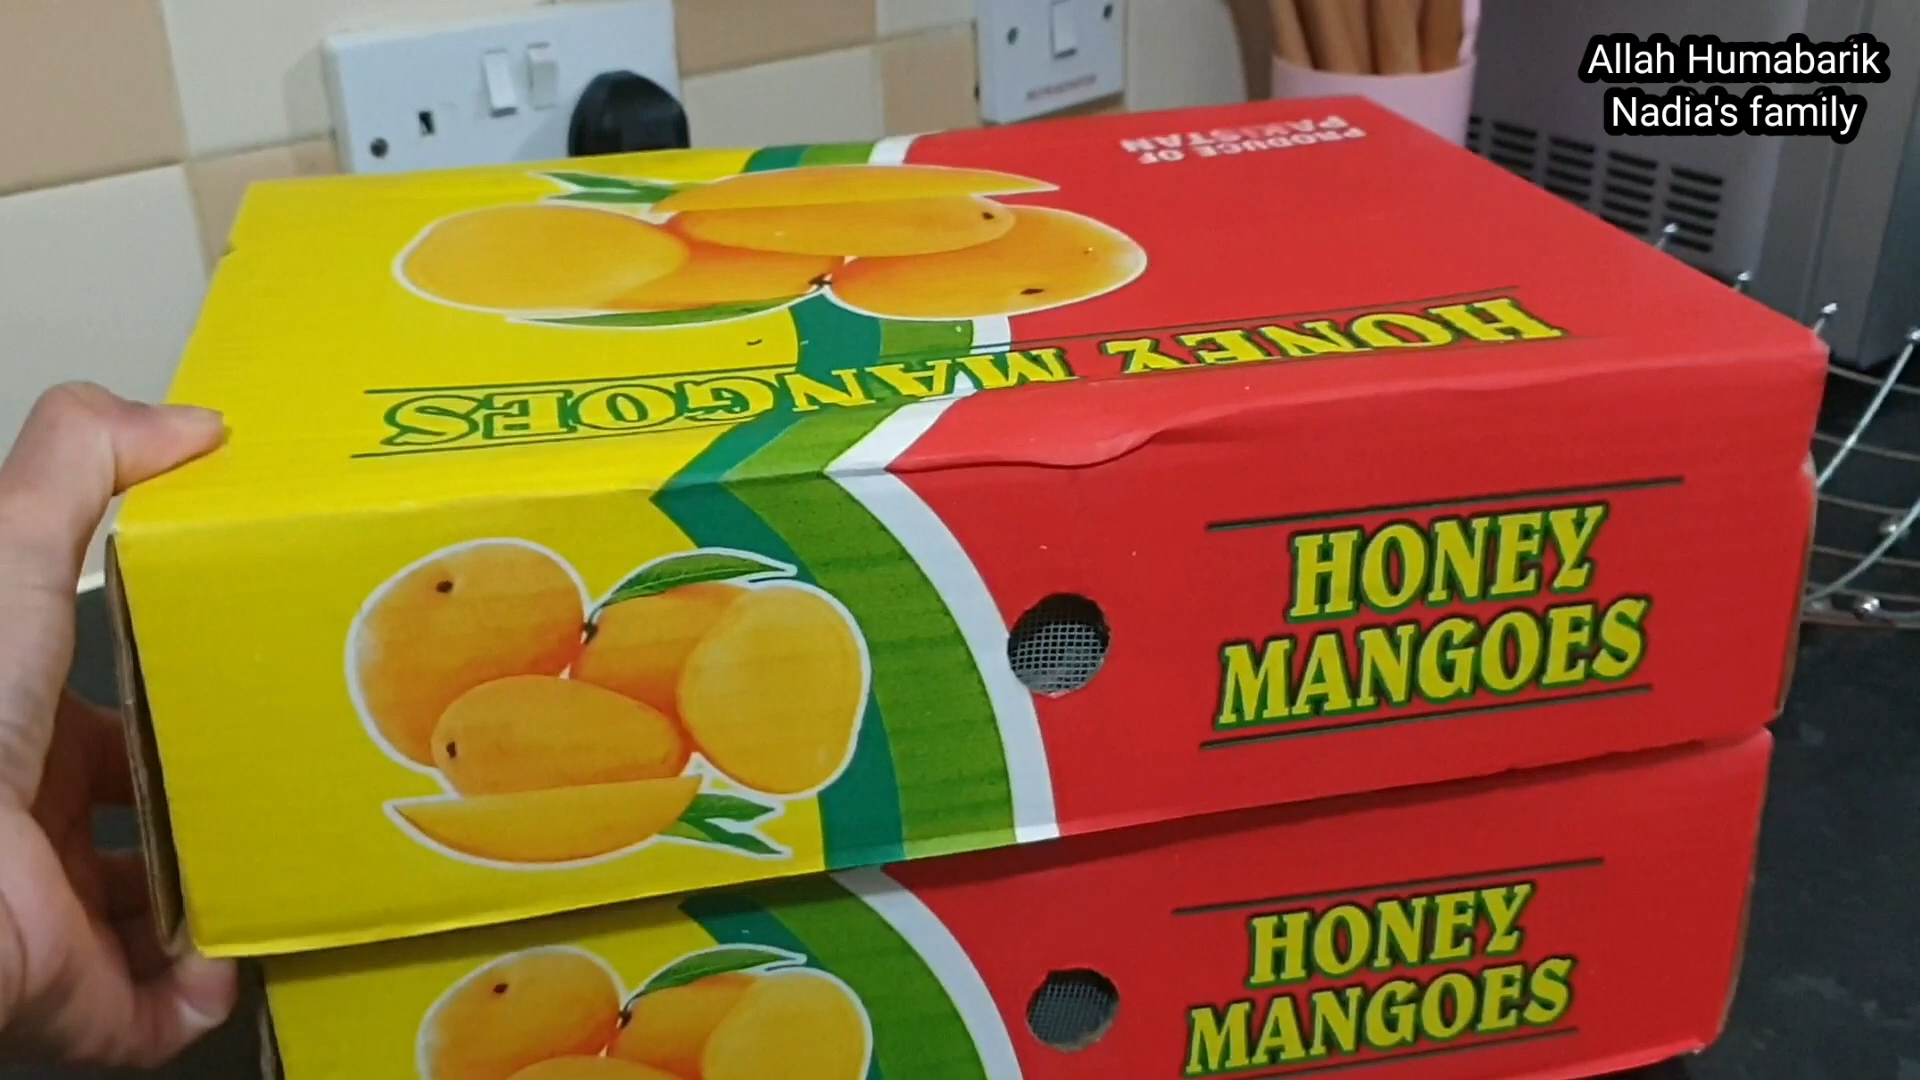 Allah Humabarik
Nadia's family
PRODUCE OF
PAKISTAN
HONEY MANGOES
HONEY
MANGOES
HONEY
MANGOES